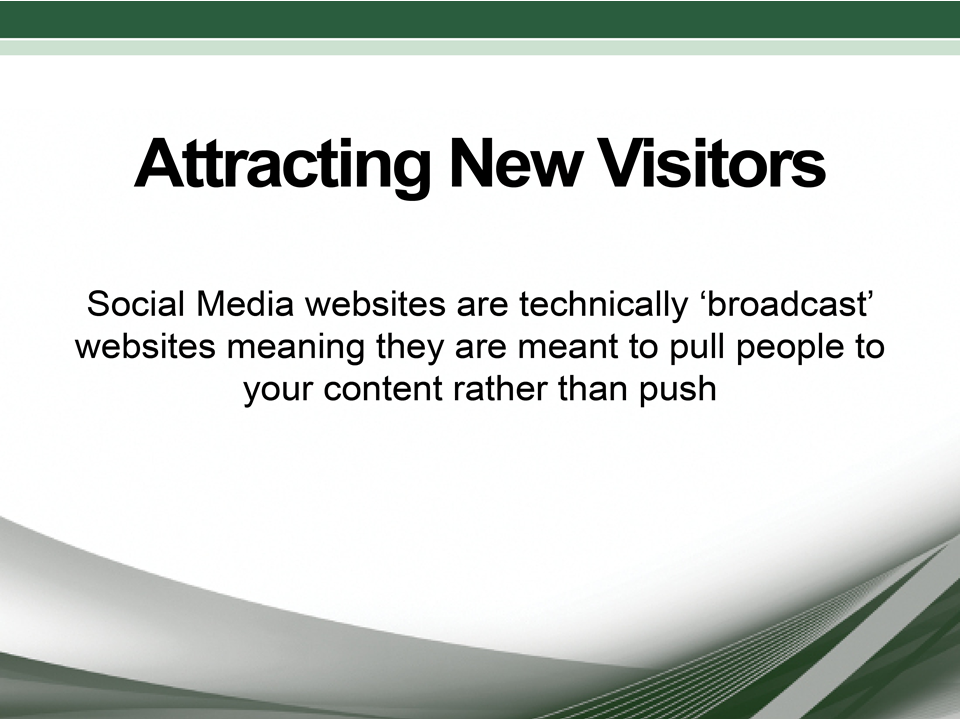 Attracting New Visitors
Social Media websites are technically ‘broadcast’
websites meaning they are meant to pull people to
your content rather than push